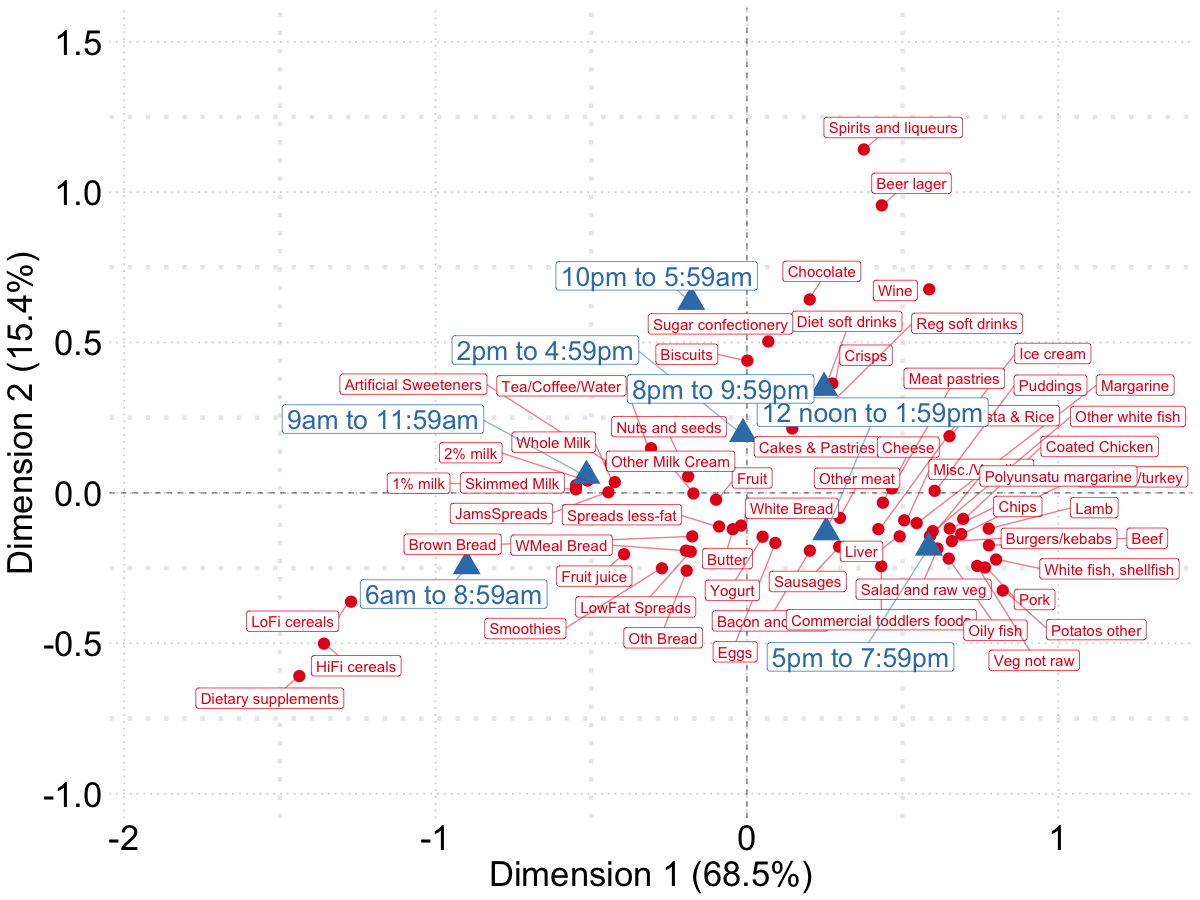 1.5
1.0
0.5
0.0
-0.5
-1.0
Dimension 2 (15.4%)
Spirits and liqueurs
Beer lager
Chocolate
10pm to 5:59am
Wine
Sugar confectionery
Diet soft drinks
Reg soft drinks
2pm to 4:59pm
Biscuits
Crisps
Ice cream
Artificial Sweeteners
Tea/Coffee/Water
8pm to 9:59pm
Meat pastries
Puddings
Margarine
9am to 11:59am
12 noon to 1:59pm
sta & Rice
Other white fish
Nuts and seeds
Whole Milk
Cakes & Pastries
Cheese
Coated Chicken
2% milk
Other Milk Cream
Misc./V
1% milk
Skimmed Milk
Fruit
Other meat
Polyunsatu margarine
/turkey
JamsSpreads
Spreads less-fat
White Bread
Chips
Lamb
Brown Bread
WMeal Bread
Butter
Liver
Burgers/kebabs
Beef
Fruit juice
White fish, shellfish
6am to 8:59am
Yogurt
Sausages
Salad and raw veg
Pork
LowFat Spreads
LoFi cereals
Smoothies
Oth Bread
Bacon and
Commercial toddlers foods
Oily fish
Potatos other
HiFi cereals
Eggs
5pm to 7:59pm
Veg not raw
Dietary supplements
-2
-1
0
1
Dimension 1 (68.5%)